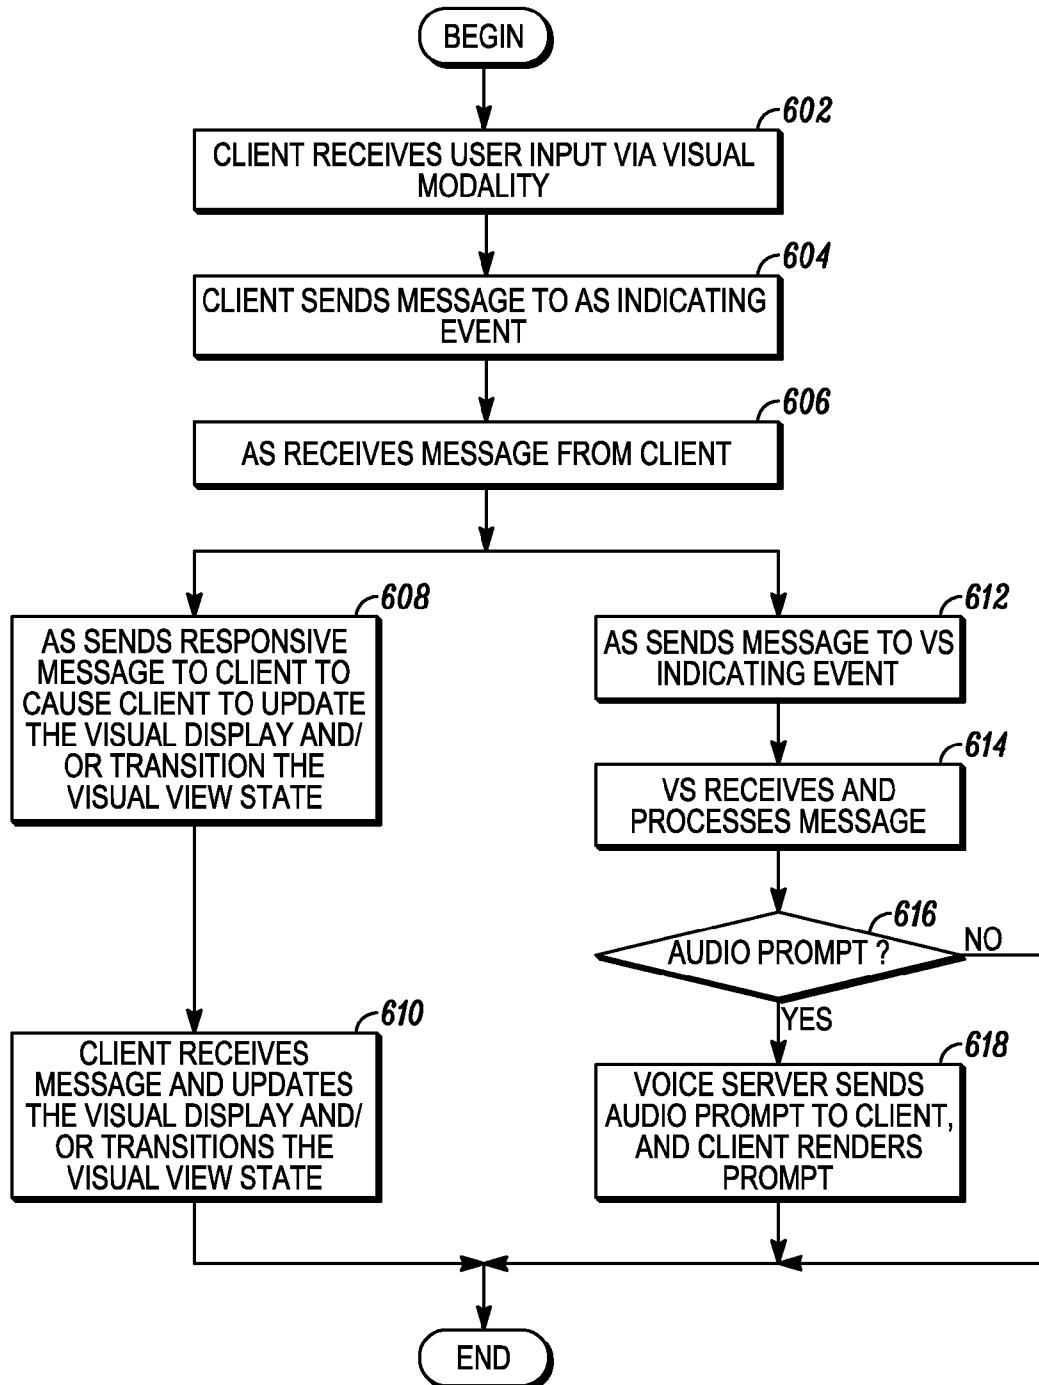 BEGIN
602
CLIENT RECEIVES USER INPUT VIA VISUAL
MODALITY
604
CLIENT SENDS MESSAGE TO AS INDICATING
EVENT
606
AS RECEIVES MESSAGE FROM CLIENT
608
AS SENDS RESPONSIVE
MESSAGE TO CLIENT TO
CAUSE CLIENT TO UPDATE
THE VISUAL DISPLAY AND/
OR TRANSITION THE
VISUAL VIEW STATE
610
CLIENT RECEIVES
MESSAGE AND UPDATES
THE VISUAL DISPLAY AND/
OR TRANSITIONS THE
VISUAL VIEW STATE
612
AS SENDS MESSAGE TO VS
INDICATING EVENT
614
VS RECEIVES AND
PROCESSES MESSAGE
616
AUDIO PROMPT ?
NO
YES
618
VOICE SERVER SENDS
AUDIO PROMPT TO CLIENT,
AND CLIENT RENDERS
PROMPT
END